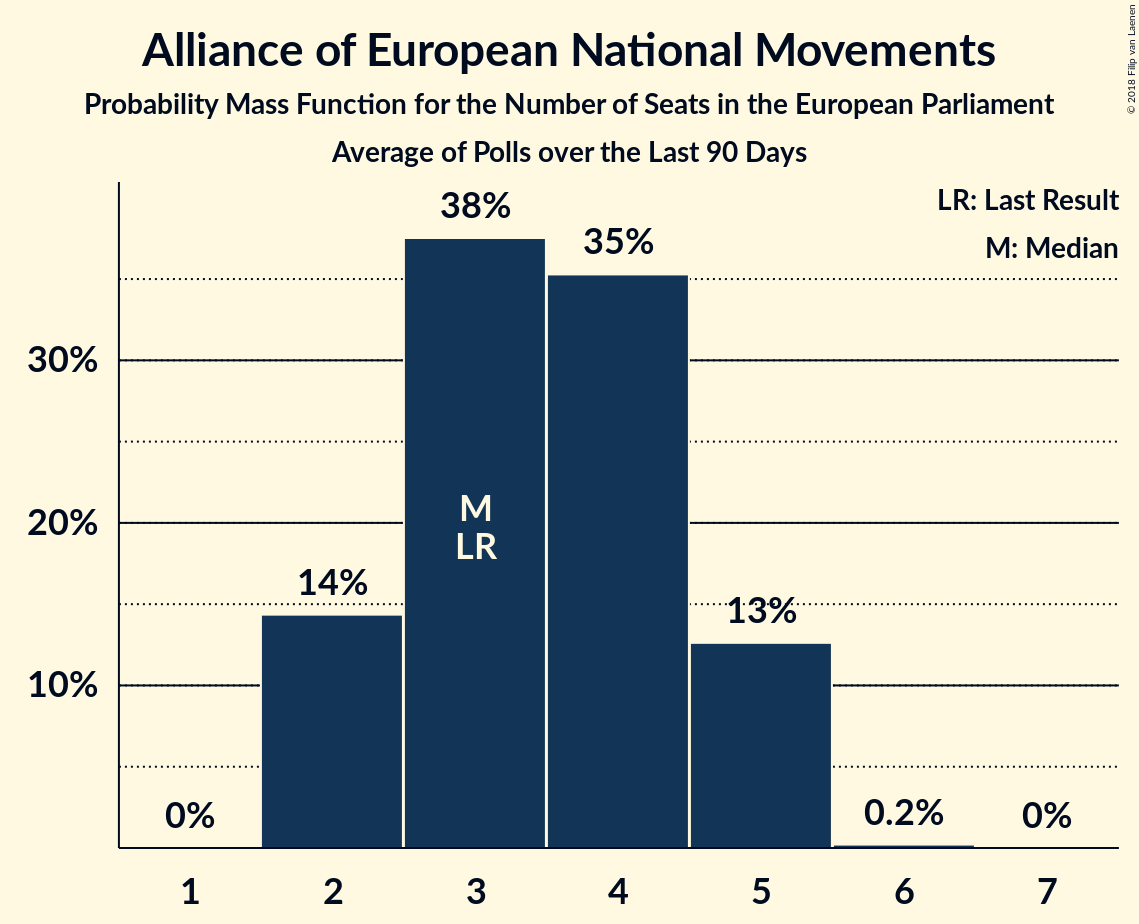 Alliance of European National Movements
Probability Mass Function for the Number of Seats in the European Parliament
Average of Polls over the Last 90 Days
© 2018 Filip van Laenen
LR: Last Result
M: Median
38%
35%
30%
M
LR
20%
14%
13%
10%
0%
0.2%
0%
1 2 3 4 5 6 7